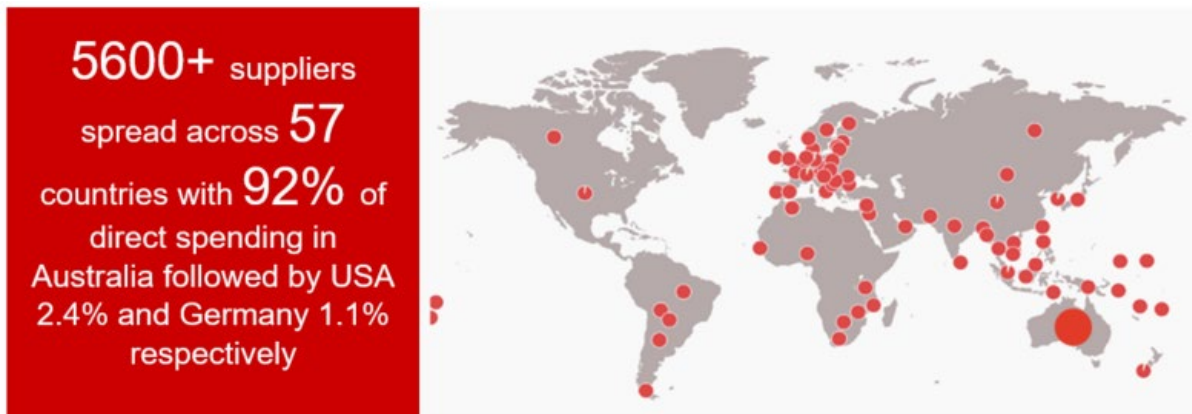 5600+ suppliers
spread across 57
countries with 92% of
direct spending in
Australia followed by USA
2.4% and Germany 1.1%
respectively